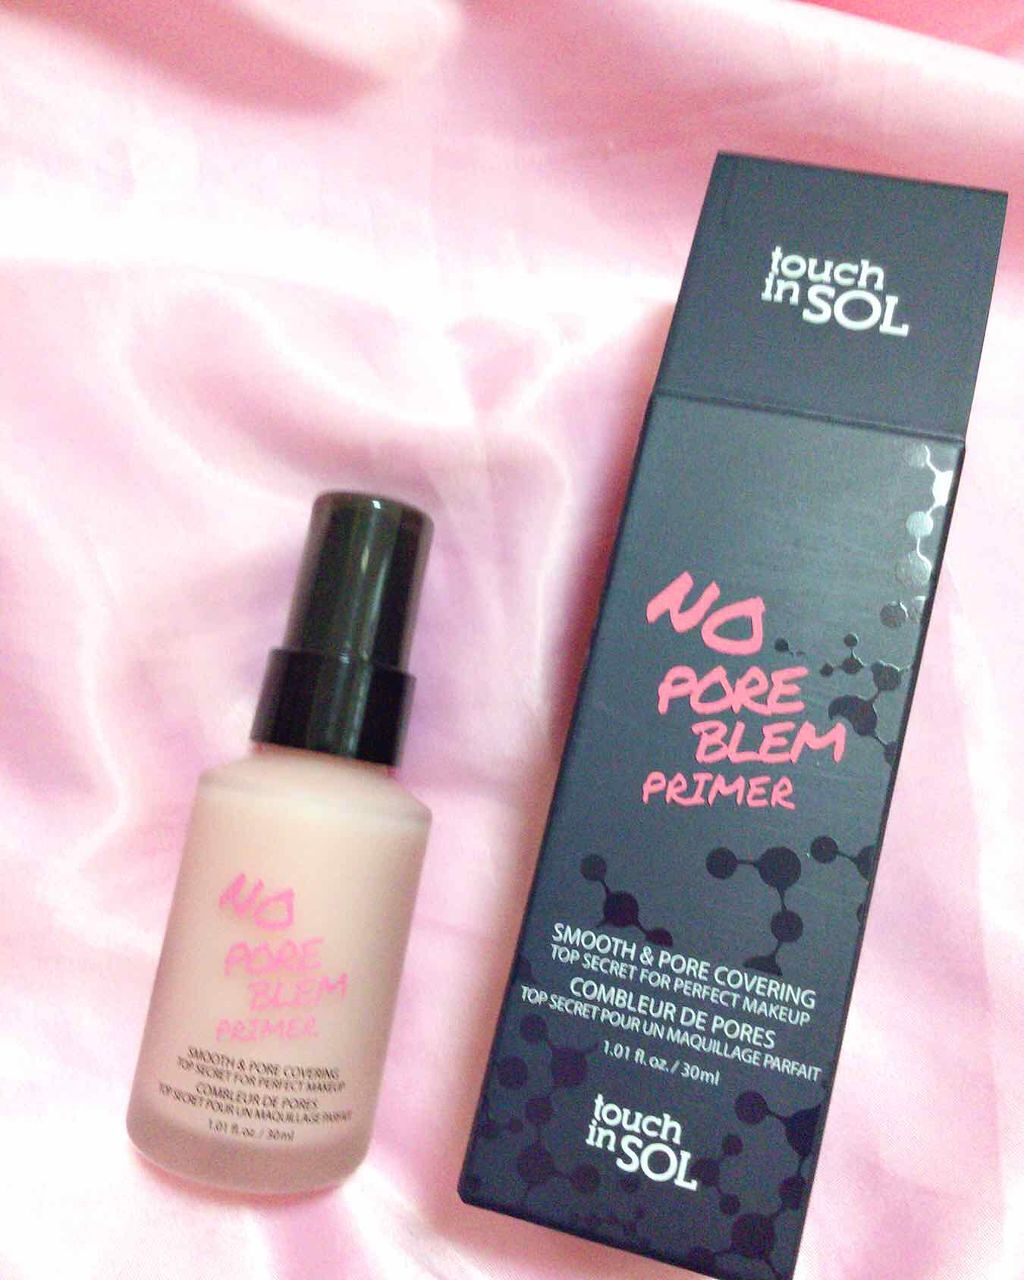 touch
in SOL
NO
PORE
BLEM
PRIMER
SMOOTH & PORE COVERING
TOP SECRET FOR PERFECT MAKEUP
COMBLEUR DE PORES
TOP SECRET POUR UN MAQUILLAGE PARFAIT
1.01 fl.oz. / 30ml
touch
in SOL
NO
PORE
BLEM
PRIMER
SMOOTH & PORE COVERING
TOP SECRET FOR PERFECT MAKEUP
COMBLEUR DE PORES
TOP SECRET POUR UN MAQUILLAGE PARFAIT
1.01 fl.oz / 30ml